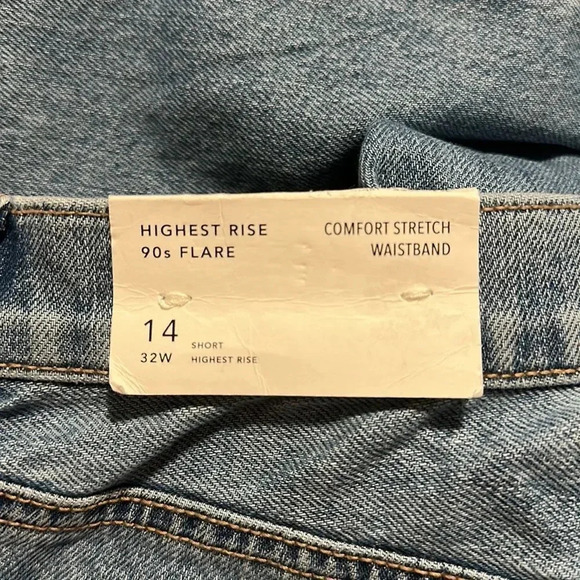 HIGHEST RISE
90s FLARE
COMFORT STRETCH
WAISTBAND
14
32W
SHORT
HIGHEST RISE